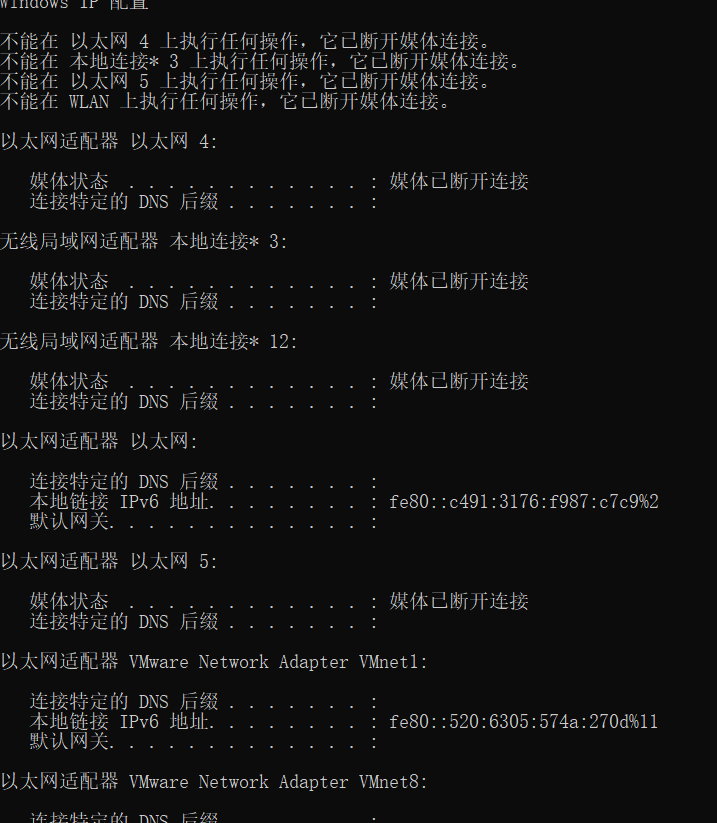 Windows IP 配置
不能在 以太网 4 上执行任何操作，它已断开媒体连接。
不能在 本地连接* 3 上执行任何操作，它已断开媒体连接。
不能在 以太网 5 上执行任何操作，它已断开媒体连接。
不能在 WLAN 上执行任何操作，它已断开媒体连接。
以太网适配器 以太网 4:
媒体状态 . . . . . . . . . . . . : 媒体已断开连接
连接特定的 DNS 后缀 . . . . . . . :
无线局域网适配器 本地连接* 3:
媒体状态 . . . . . . . . . . . . : 媒体已断开连接
连接特定的 DNS 后缀 . . . . . . . :
无线局域网适配器 本地连接* 12:
媒体状态 . . . . . . . . . . . . : 媒体已断开连接
连接特定的 DNS 后缀 . . . . . . . :
以太网适配器 以太网:
连接特定的 DNS 后缀 . . . . . . . :
本地链接 IPv6 地址. . . . . . . . : fe80::c491:3176:f987:c7c9%2
默认网关. . . . . . . . . . . . . :
以太网适配器 以太网 5:
媒体状态 . . . . . . . . . . . . : 媒体已断开连接
连接特定的 DNS 后缀 . . . . . . . :
以太网适配器 VMware Network Adapter VMnet1:
连接特定的 DNS 后缀 . . . . . . . :
本地链接 IPv6 地址. . . . . . . . : fe80::520:6305:574a:270d%11
默认网关. . . . . . . . . . . . . :
以太网适配器 VMware Network Adapter VMnet8:
连接特定的 DNS 后缀 . . . . . . . :